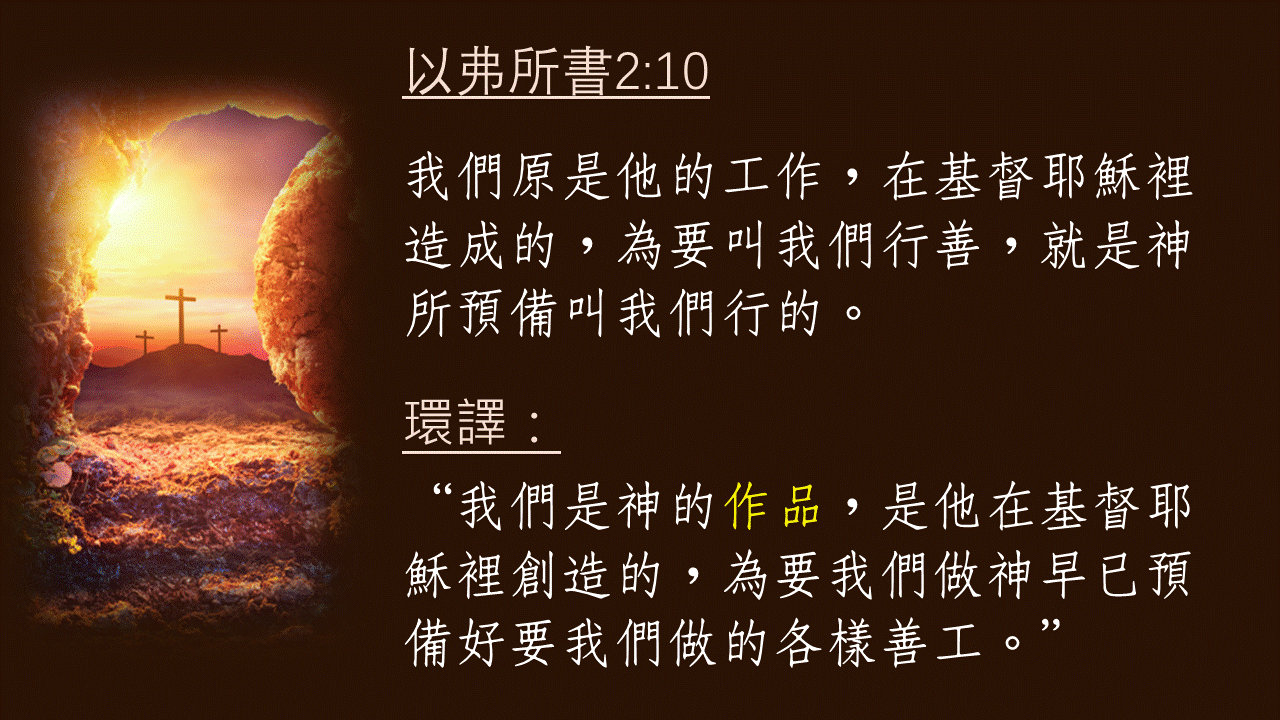 以弗所書2:10
我們原是他的工作，在基督耶穌裡
造成的，為要叫我們行善，就是神
所預備叫我們行的。
環譯：
“我們是神的作品，是他在基督耶
穌裡創造的，為要我們做神早已預
備好要我們做的各樣善工。”